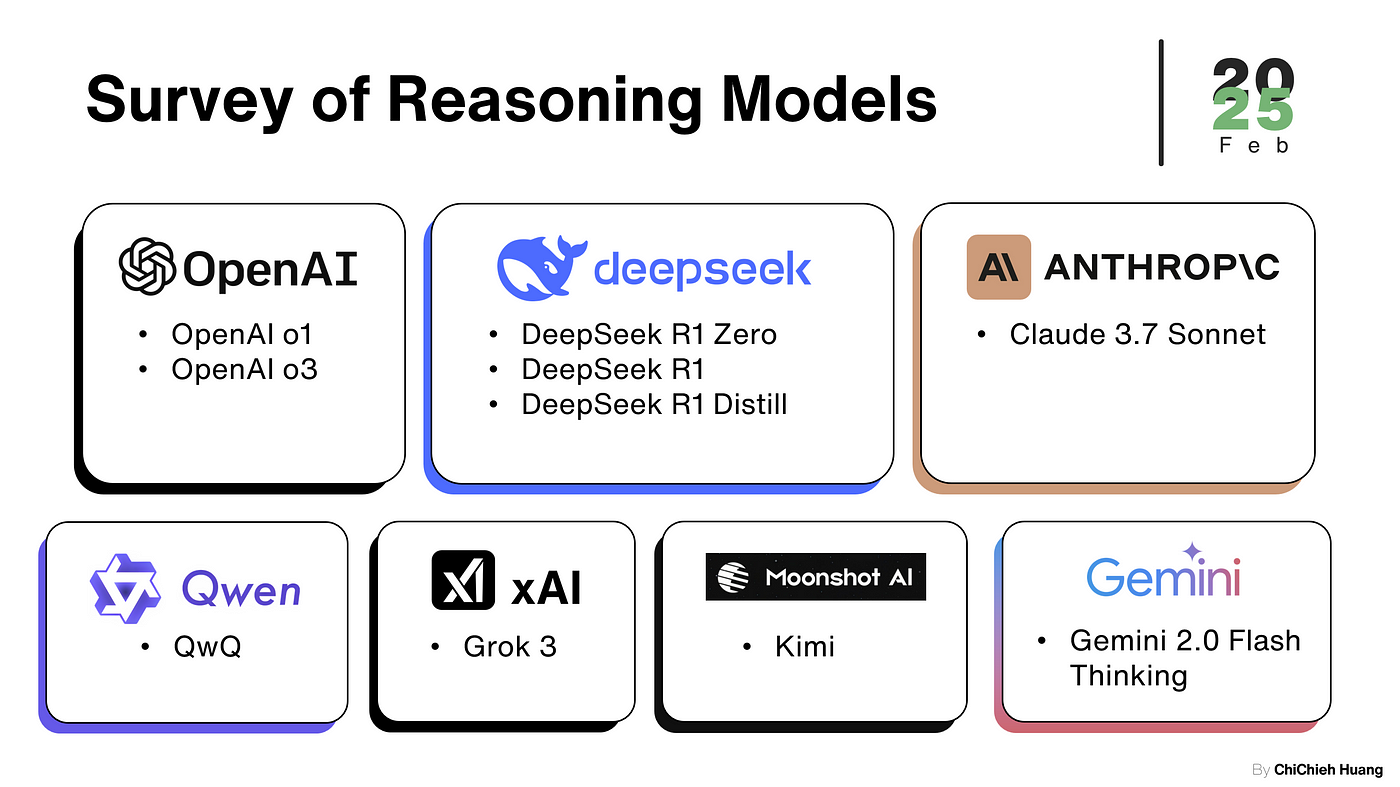 Survey of Reasoning Models
20
25
Feb
OpenAI
• OpenAI o1
• OpenAI o3
deepseek
• DeepSeek R1 Zero
• DeepSeek R1
• DeepSeek R1 Distill
AI ANTHROP\C
• Claude 3.7 Sonnet
Qwen
• QwQ
xAI
• Grok 3
Moonshot AI
• Kimi
Gemini
• Gemini 2.0 Flash
Thinking
By ChiChieh Huang